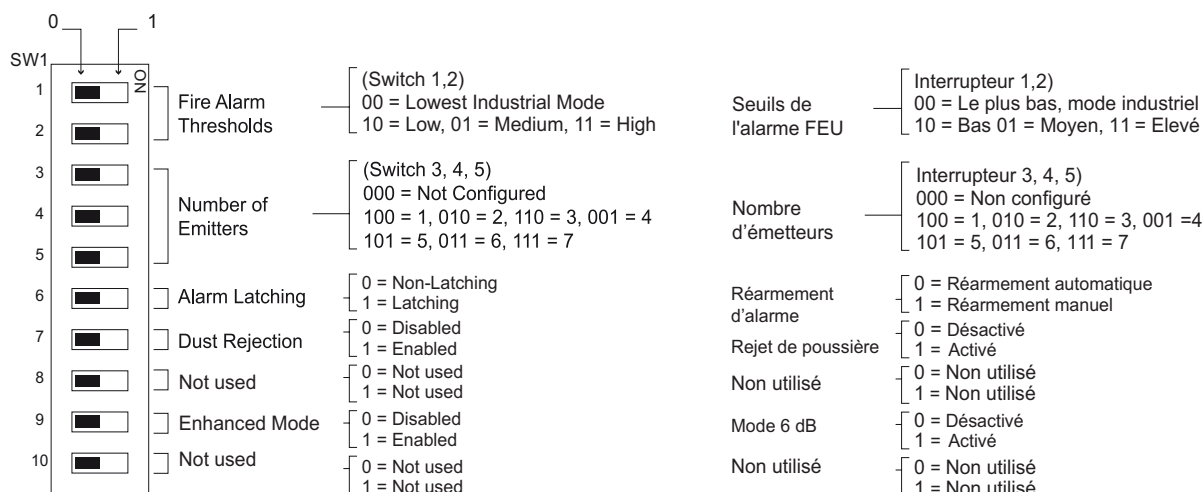 0 1
SW1
ON
1
2
3
4
5
6
7
8
9
10
Fire Alarm
Thresholds
(Switch 1,2)
00 = Lowest Industrial Mode
10 = Low, 01 = Medium, 11 = High
Number of
Emitters
(Switch 3, 4, 5)
000 = Not Configured
100 = 1, 010 = 2, 110 = 3, 001 =4
101 = 5, 011 = 6, 111 = 7
Alarm Latching
0 = Non-Latching
1 = Latching
Dust Rejection
0 = Disabled
1 = Enabled
Not used
0 = Not used
1 = Not used
Enhanced Mode
0 = Disabled
1 = Enabled
Not used
0 = Not used
1 = Not used
Seuils de
l'alarme FEU
Interrupteur 1,2)
00 = Le plus bas, mode industriel
10 = Bas 01 = Moyen, 11 = Elevé
Nombre
d'émetteurs
Interrupteur 3, 4, 5)
000 = Non configuré
100 = 1, 010 = 2, 110 = 3, 001 =4
101 = 5, 011 = 6, 111 = 7
Réarmement
d'alarme
0 = Réarmement automatique
1 = Réarmement manuel
Rejet de poussière
0 = Désactivé
1 = Activé
Non utilisé
0 = Non utilisé
1 = Non utilisé
Mode 6 dB
0 = Désactivé
1 = Activé
Non utilisé
0 = Non utilisé
1 = Non utilisé